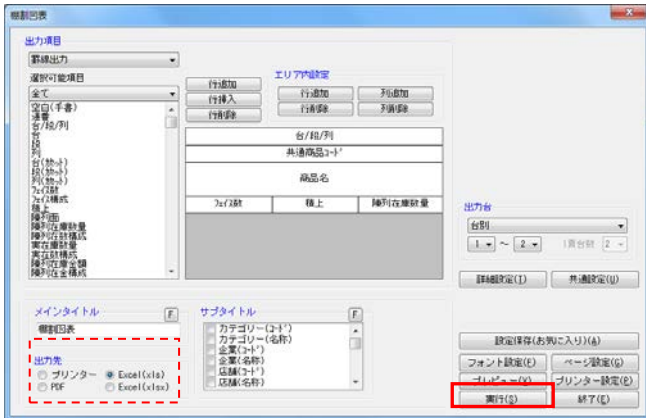 棚割図表
出力項目
罫線出力
選択可能項目
全て
空白(手書)
連番
台/段/列
台
段
列
台(カット)
段(カット)
列(カット)
フェイス数
フェイス構成
積上
陳列面
陳列在庫数量
陳列在数構成
実在庫数量
実在数構成
陳列在庫金額
陳列在金構成
行追加
行挿入
行削除
エリア内設定
行追加
列追加
行削除
列削除
台/段/列
共通商品コード
商品名
フェイス数 積上 陳列在庫数量
出力台
台別
1 ～ 2 1頁台数 2
詳細設定(I) 共通設定(U)
メインタイトル F
棚割図表
サブタイトル F
カテゴリー(コード)
カテゴリー(名称)
企業(コード)
企業(名称)
店舗(コード)
店舗(名称)
出力先
プリンター Excel(xls)
PDF Excel(xlsx)
設定保存(お気に入り)(A)
フォント設定(F) ページ設定(G)
プレビュー(V) プリンター設定(P)
実行(S) 終了(E)